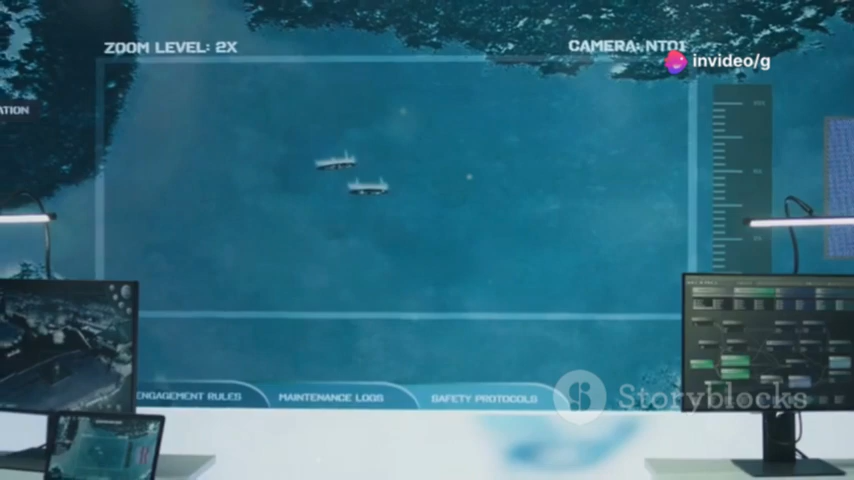 ZOOM LEVEL: 2X
CAMERA: NT01
invideo/g
ATION
ENGAGEMENT RULES
MAINTENANCE LOGS
SAFETY PROTOCOLS
Storyblocks